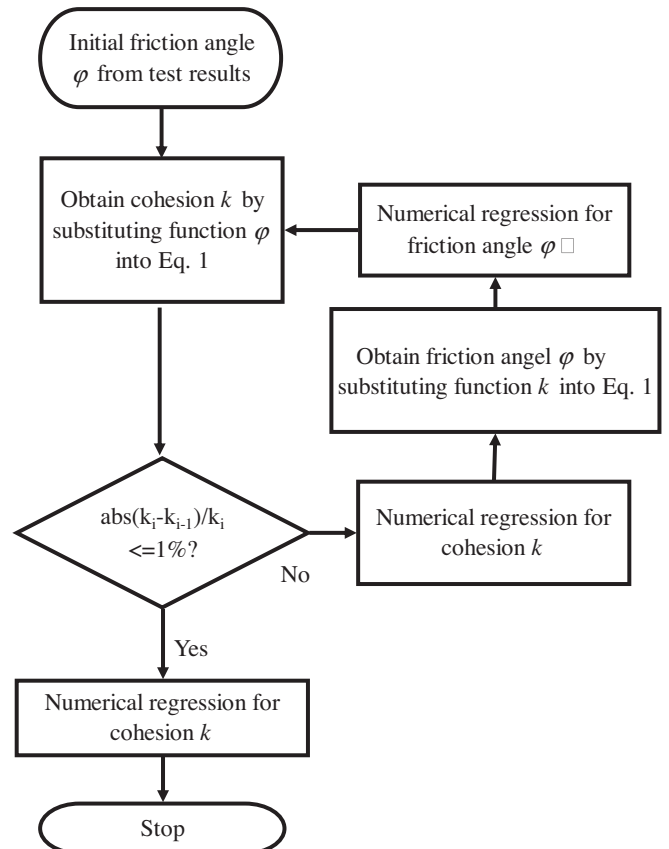 Initial friction angle
φ from test results
Obtain cohesion k by
substituting function φ
into Eq. 1
abs(kᵢ-kᵢ₋₁)/kᵢ
<=1%?
No
Numerical regression for
cohesion k
Obtain friction angel φ by
substituting function k into Eq. 1
Numerical regression for
friction angle φ □
Yes
Numerical regression for
cohesion k
Stop